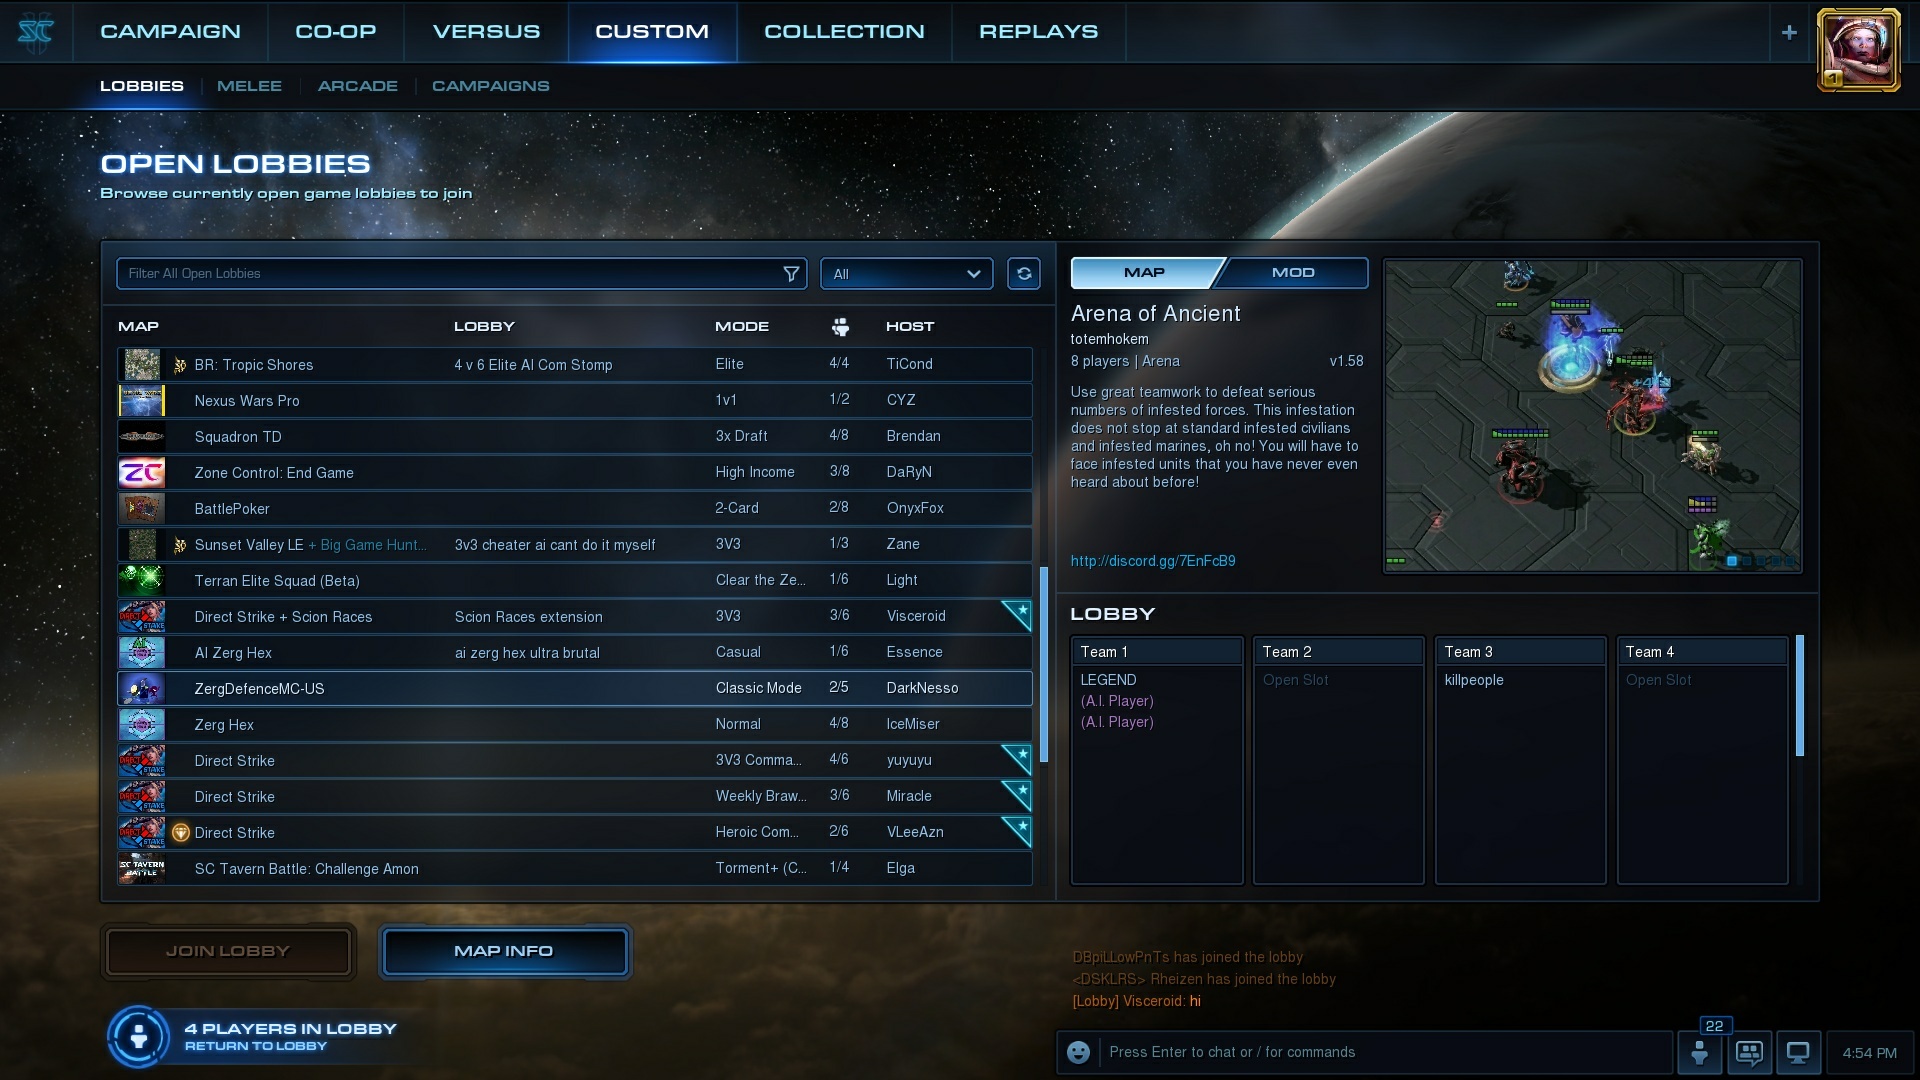 CAMPAIGN CO-OP VERSUS CUSTOM COLLECTION REPLAYS
1
LOBBIES MELEE ARCADE CAMPAIGNS
OPEN LOBBIES
Browse currently open game lobbies to join
Filter All Open Lobbies
All
MAP LOBBY MODE HOST
BR: Tropic Shores 4 v 6 Elite AI Com Stomp Elite 4/4 TiCond
Nexus Wars Pro 1v1 1/2 CYZ
Squadron TD 3x Draft 4/8 Brendan
ZC Zone Control: End Game High Income 3/8 DaRyN
BattlePoker 2-Card 2/8 OnyxFox
Sunset Valley LE + Big Game Hunt... 3v3 cheater ai cant do it myself 3V3 1/3 Zane
Terran Elite Squad (Beta) Clear the Ze... 1/6 Light
Direct Strike + Scion Races Scion Races extension 3V3 3/6 Visceroid
AI Zerg Hex ai zerg hex ultra brutal Casual 1/6 Essence
ZergDefenceMC-US Classic Mode 2/5 DarkNesso
Zerg Hex Normal 4/8 IceMiser
Direct Strike 3V3 Comma... 4/6 yuyuyu
Direct Strike Weekly Braw... 3/6 Miracle
Direct Strike Heroic Com... 2/6 VLeeAzn
SC TAVERN BATTLE SC Tavern Battle: Challenge Amon Torment+ (C... 1/4 Elga
JOIN LOBBY MAP INFO
4 PLAYERS IN LOBBY
RETURN TO LOBBY
MAP MOD
Arena of Ancient
totemhokem
8 players | Arena v1.58
Use great teamwork to defeat serious
numbers of infested forces. This infestation
does not stop at standard infested civilians
and infested marines, oh no! You will have to
face infested units that you have never even
heard about before!
http://discord.gg/7EnFcB9
LOBBY
Team 1 Team 2 Team 3 Team 4
LEGEND Open Slot killpeople Open Slot
(A.I. Player)
(A.I. Player)
DBpiLLowPnTs has joined the lobby
<DSKLRS> Rheizen has joined the lobby
[Lobby] Visceroid: hi
22
Press Enter to chat or / for commands
4:54 PM